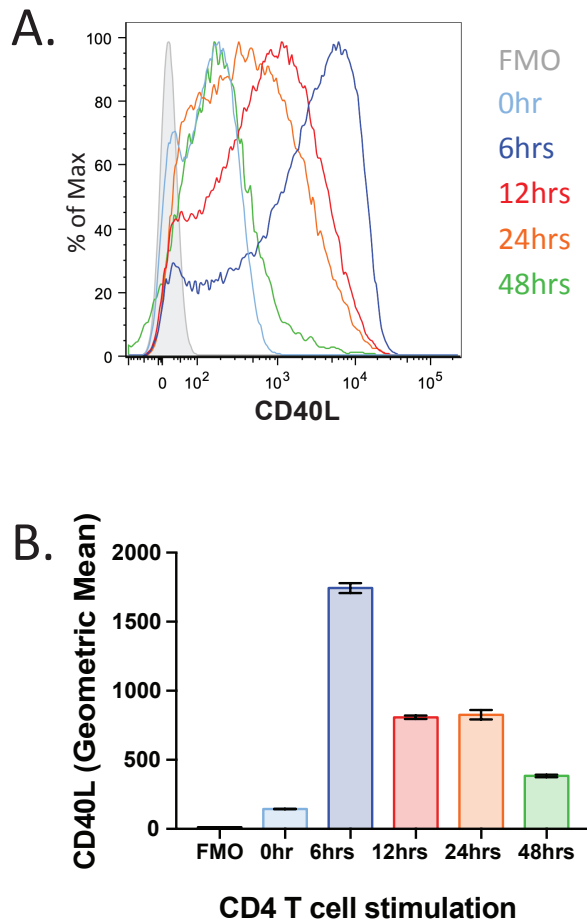 A.
100
80
60
40
20
0
% of Max
0 10² 10³ 10⁴ 10⁵
CD40L
FMO
0hr
6hrs
12hrs
24hrs
48hrs
B.
2000
1500
1000
500
0
CD40L (Geometric Mean)
FMO 0hr 6hrs 12hrs 24hrs 48hrs
CD4 T cell stimulation